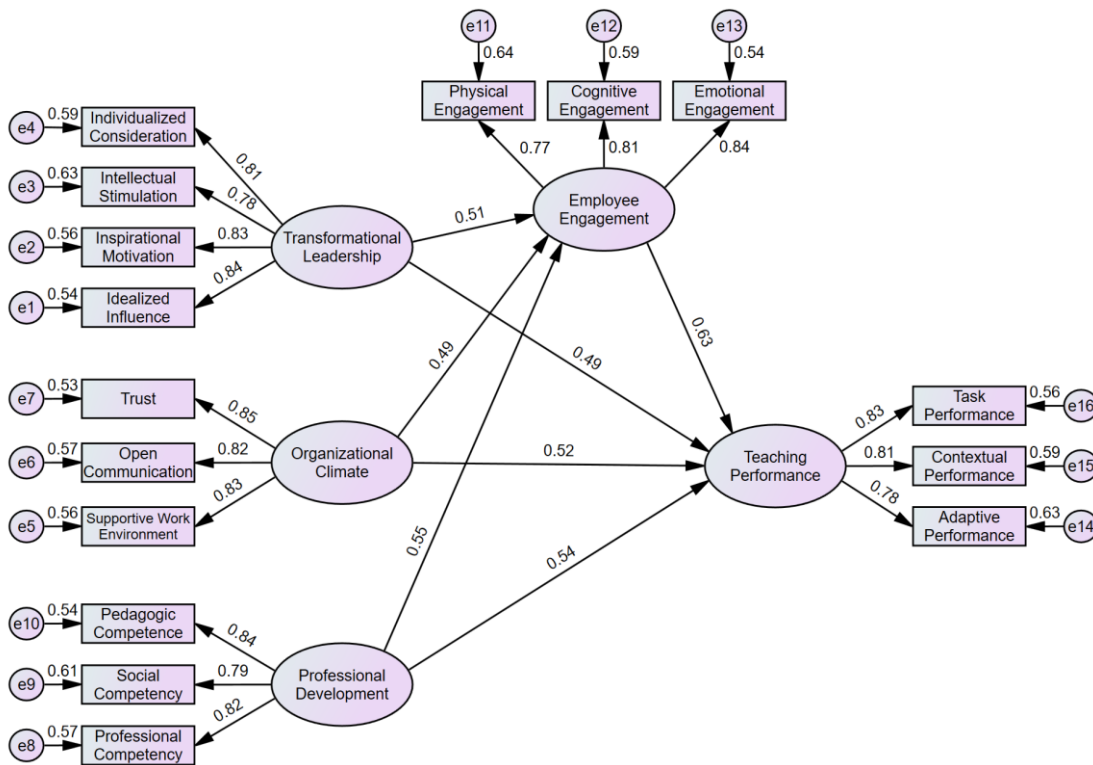 e11
e12
e13
0.64
0.59
0.54
Physical
Engagement
Cognitive
Engagement
Emotional
Engagement
0.77
0.81
0.84
e4
0.59
Individualized
Consideration
0.81
e3
0.63
Intellectual
Stimulation
0.78
e2
0.56
Inspirational
Motivation
0.83
e1
0.54
Idealized
Influence
0.84
Transformational
Leadership
0.51
Employee
Engagement
0.49
0.49
0.63
e7
0.53
Trust
0.85
e6
0.57
Open
Communication
0.82
e5
0.56
Supportive Work
Environment
0.83
Organizational
Climate
0.52
Teaching
Performance
0.83
Task
Performance
0.56
e16
0.81
Contextual
Performance
0.59
e15
0.78
Adaptive
Performance
0.63
e14
0.55
0.54
e10
0.54
Pedagogic
Competence
0.84
e9
0.61
Social
Competency
0.79
e8
0.57
Professional
Competency
0.82
Professional
Development